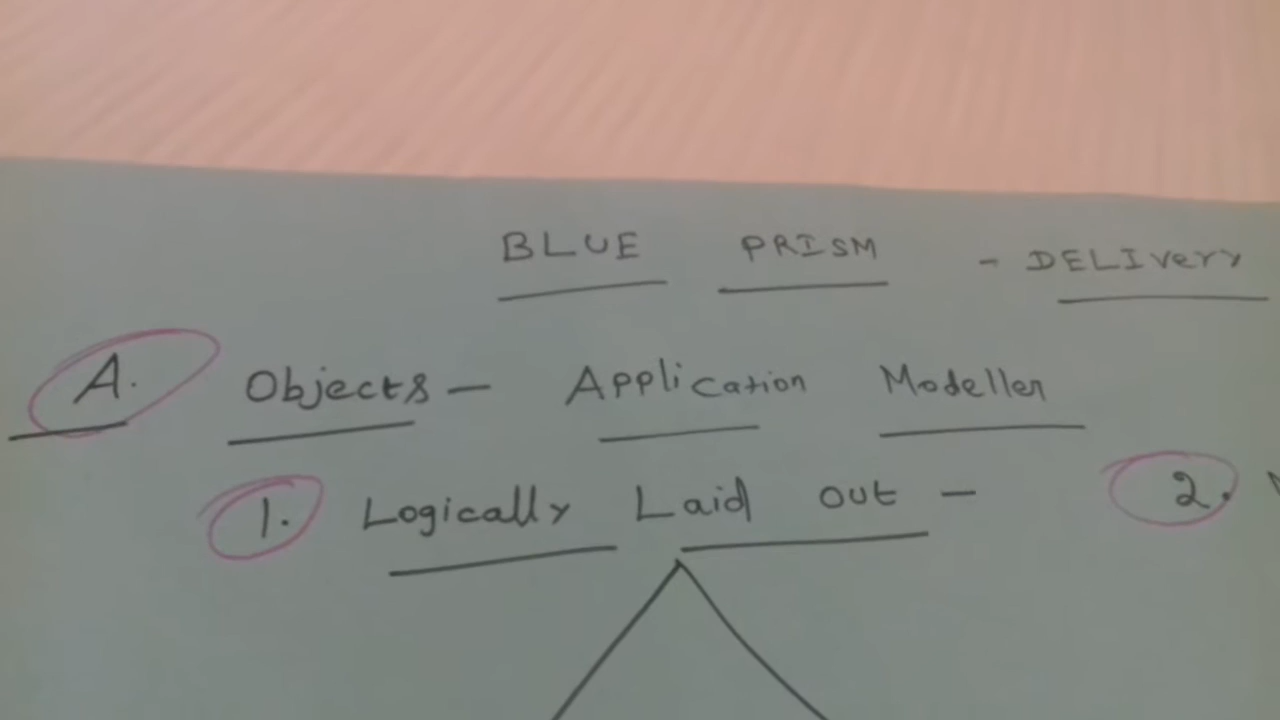 BLUE PRISM - DELIVERY
A. Objects - Application Modeller
1. Logically Laid out - 2.